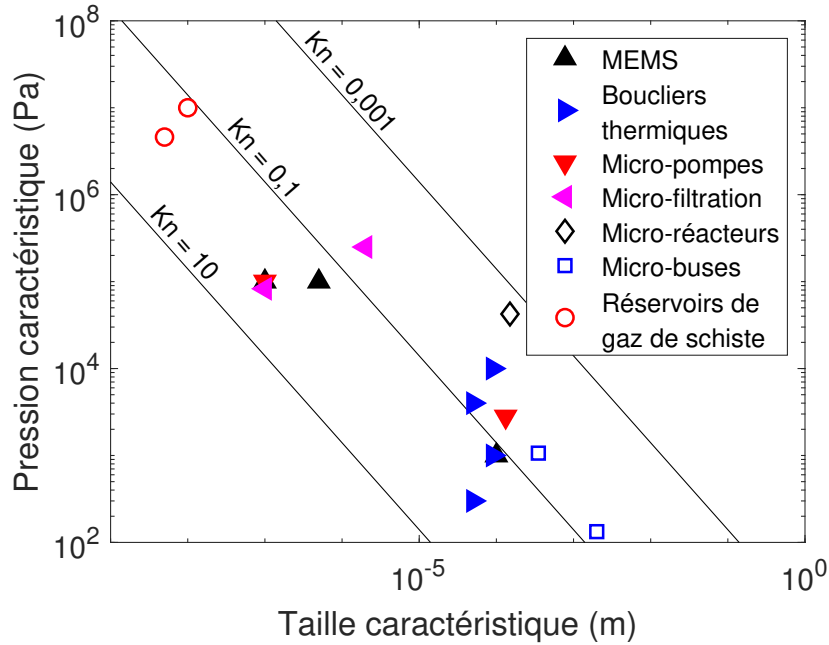 10^8
10^6
10^4
10^2
Pression caractéristique (Pa)
Kn = 0,001
Kn = 0,1
Kn = 10
MEMS
Boucliers
thermiques
Micro-pompes
Micro-filtration
Micro-réacteurs
Micro-buses
Réservoirs de
gaz de schiste
10^-5
10^0
Taille caractéristique (m)